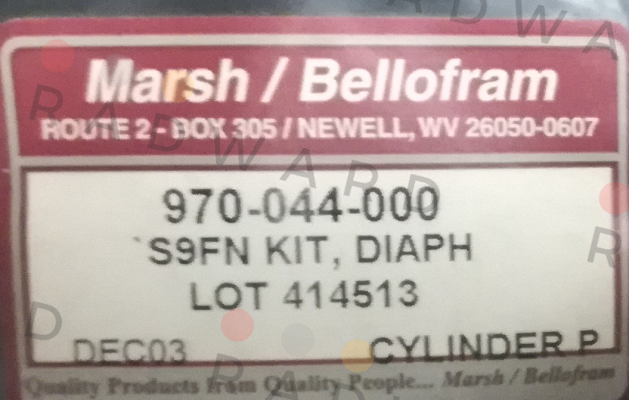 Marsh / Bellofram
ROUTE 2 - BOX 305 / NEWELL, WV 26050-0607
970-044-000
`S9FN KIT, DIAPH
LOT 414513
DEC03 CYLINDER P
Quality Products from Quality People... Marsh / Bellofram
RADWARD